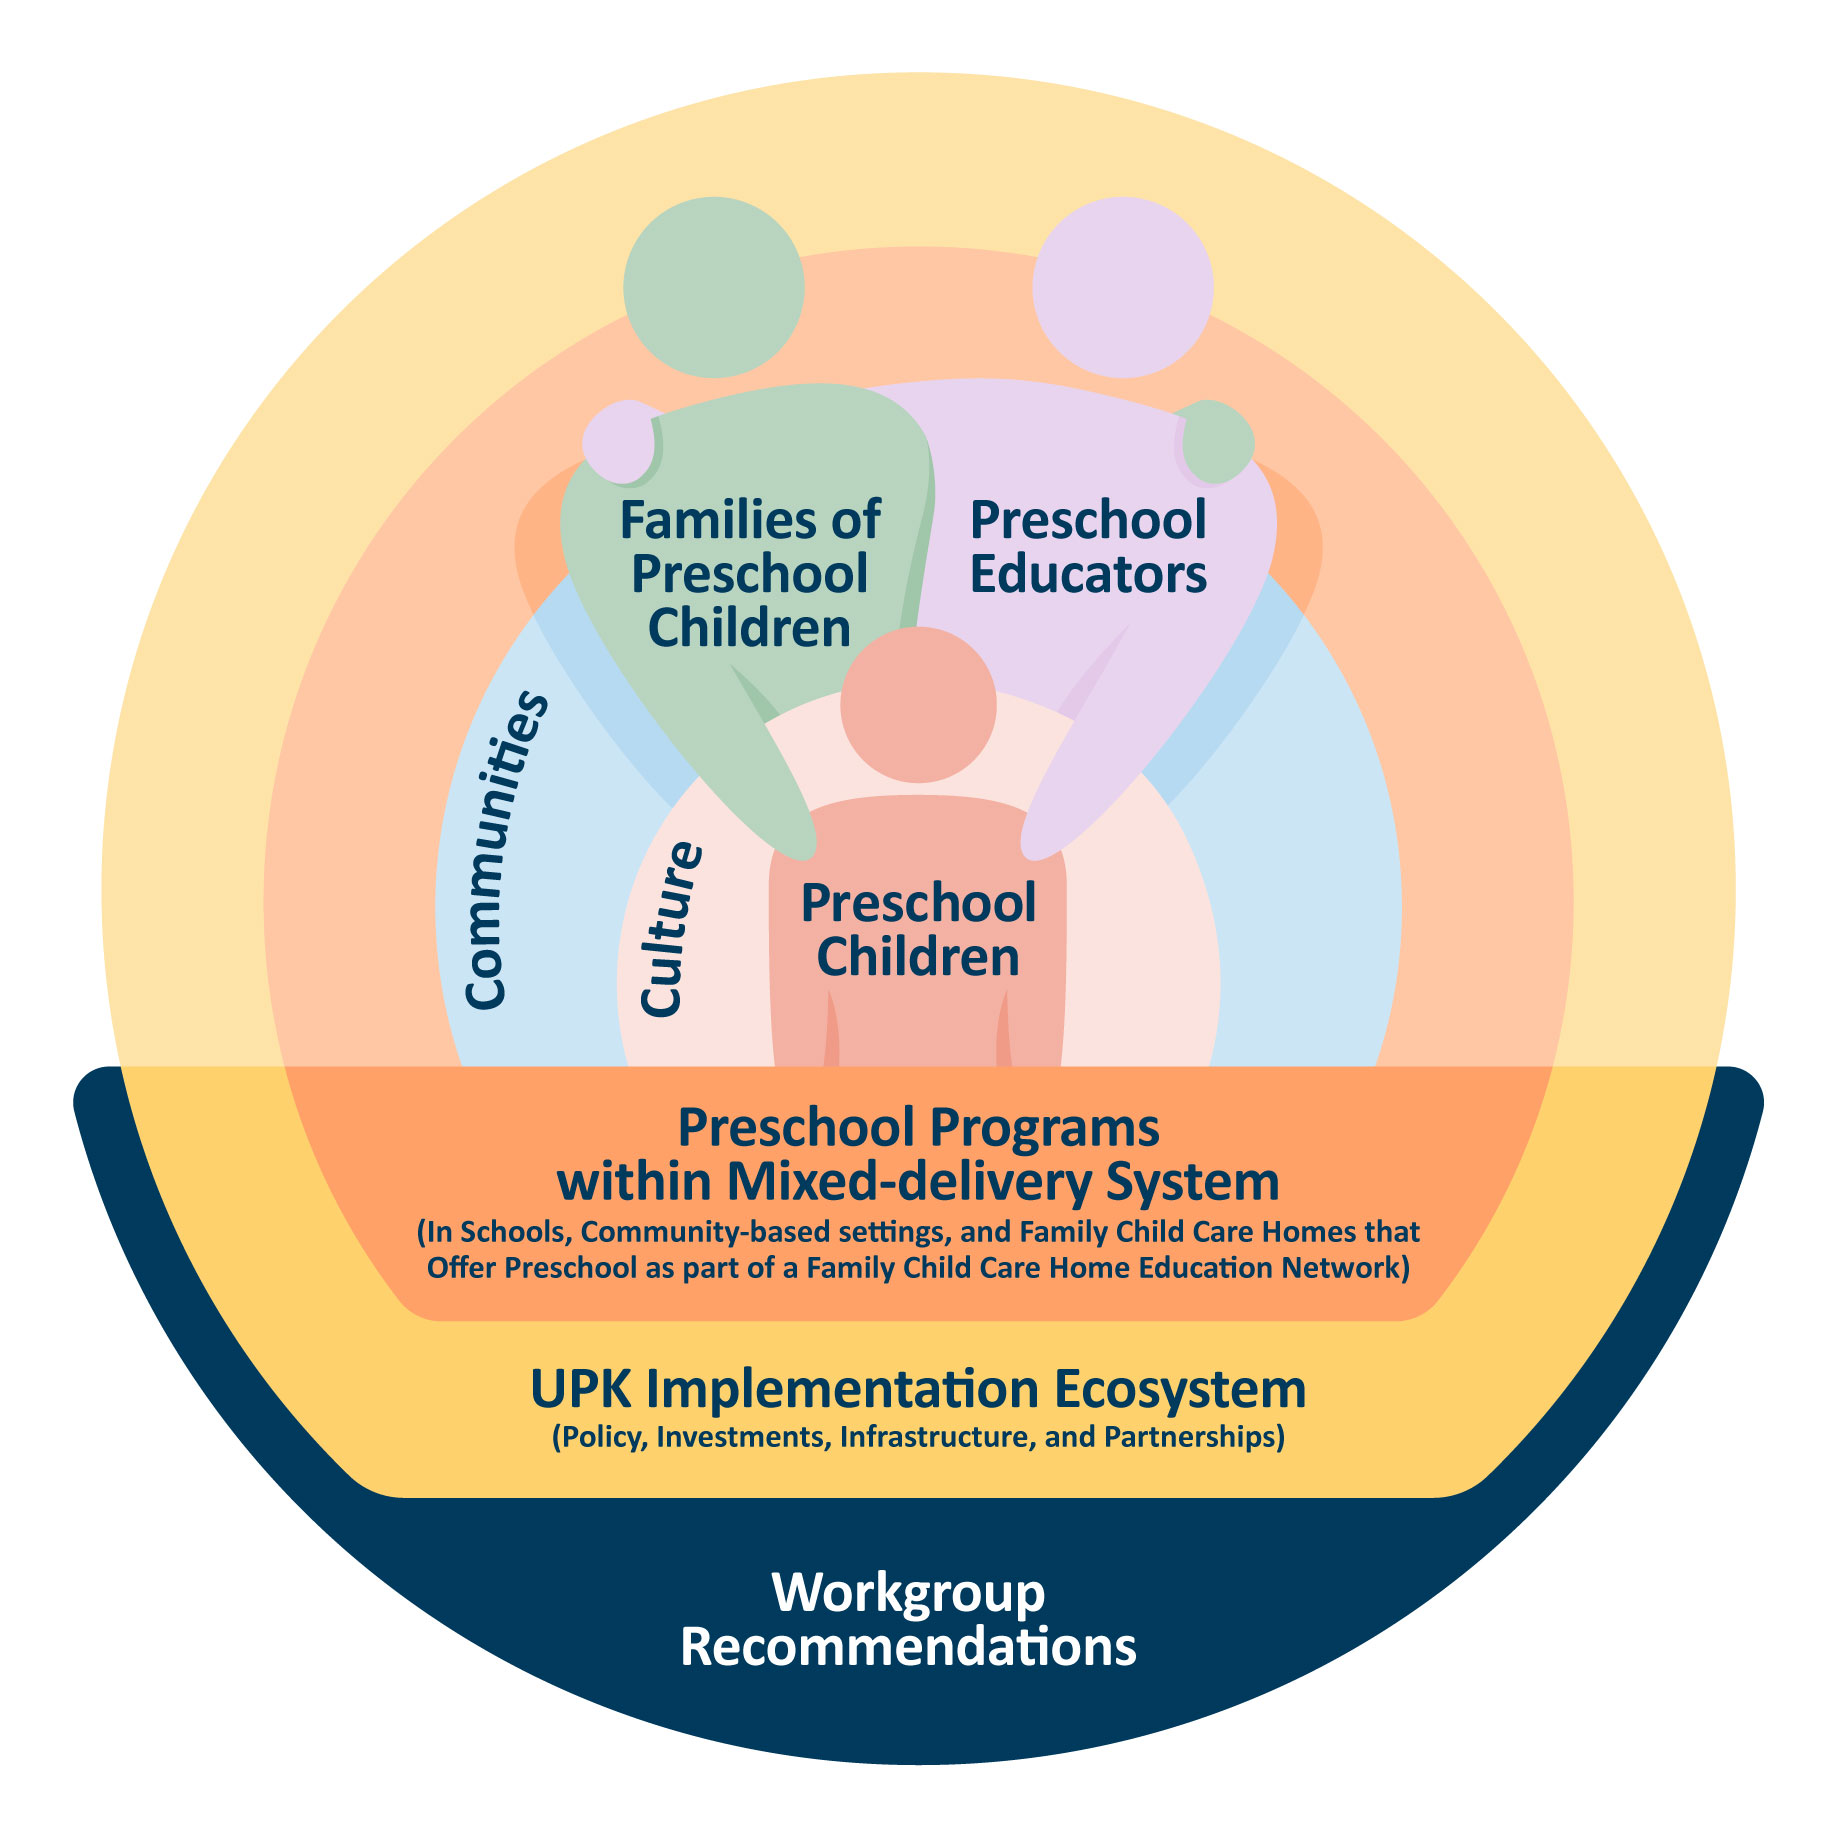 Families of
Preschool
Children
Preschool
Educators
Communities
Culture
Preschool
Children
Preschool Programs
within Mixed-delivery System
(In Schools, Community-based settings, and Family Child Care Homes that
Offer Preschool as part of a Family Child Care Home Education Network)
UPK Implementation Ecosystem
(Policy, Investments, Infrastructure, and Partnerships)
Workgroup
Recommendations